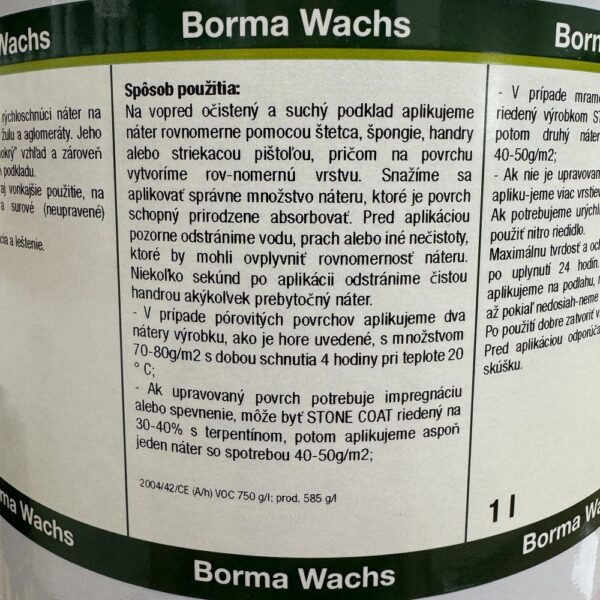 Wachs
Borma Wachs
Born
rýchloschnúci náter na
žulu a aglomeráty. Jeho
okrý" vzhľad a zároveň
podkladu.
aj vonkajšie použitie, na
a surové (neupravené)
a leštenie.
Spôsob použitia:
Na vopred očistený a suchý podklad aplikujeme
náter rovnomerne pomocou štetca, špongie, handry
alebo striekacou pištoľou, pričom na povrchu
vytvoríme rov-nomernú vrstvu. Snažíme sa
aplikovať správne množstvo náteru, ktoré je povrch
schopný prirodzene absorbovať. Pred aplikáciou
pozorne odstránime vodu, prach alebo iné nečistoty,
ktoré by mohli ovplyvniť rovnomernosť náteru.
Niekoľko sekúnd po aplikácii odstránime čistou
handrou akýkoľvek prebytočný náter.
- V prípade pórovitých povrchov aplikujeme dva
nátery výrobku, ako je hore uvedené, s množstvom
70-80g/m2 s dobou schnutia 4 hodiny pri teplote 20
° C;
- Ak upravovaný povrch potrebuje impregnáciu
alebo spevnenie, môže byť STONE COAT riedený na
30-40% s terpentínom, potom aplikujeme aspoň
jeden náter so spotrebou 40-50g/m2;
2004/42/CE (A/h) VOC 750 g/l: prod. 585 g/l
- V prípade mram
riedený výrobkom S
potom druhý náter
40-50g/m2;
- Ak nie je upravovan
apliku-jeme viac vrstiev
Ak potrebujeme urýchl
použiť nitro riedidlo.
Maximálnu tvrdosť a och
po uplynutí 24 hodín.
aplikujeme na podlahu,
až pokiaľ nedosiah-neme
Po použití dobre zatvoriť v
Pred aplikáciou odporúča
skúšku.
1 l
ma Wachs
Borma Wachs
Borma Wa